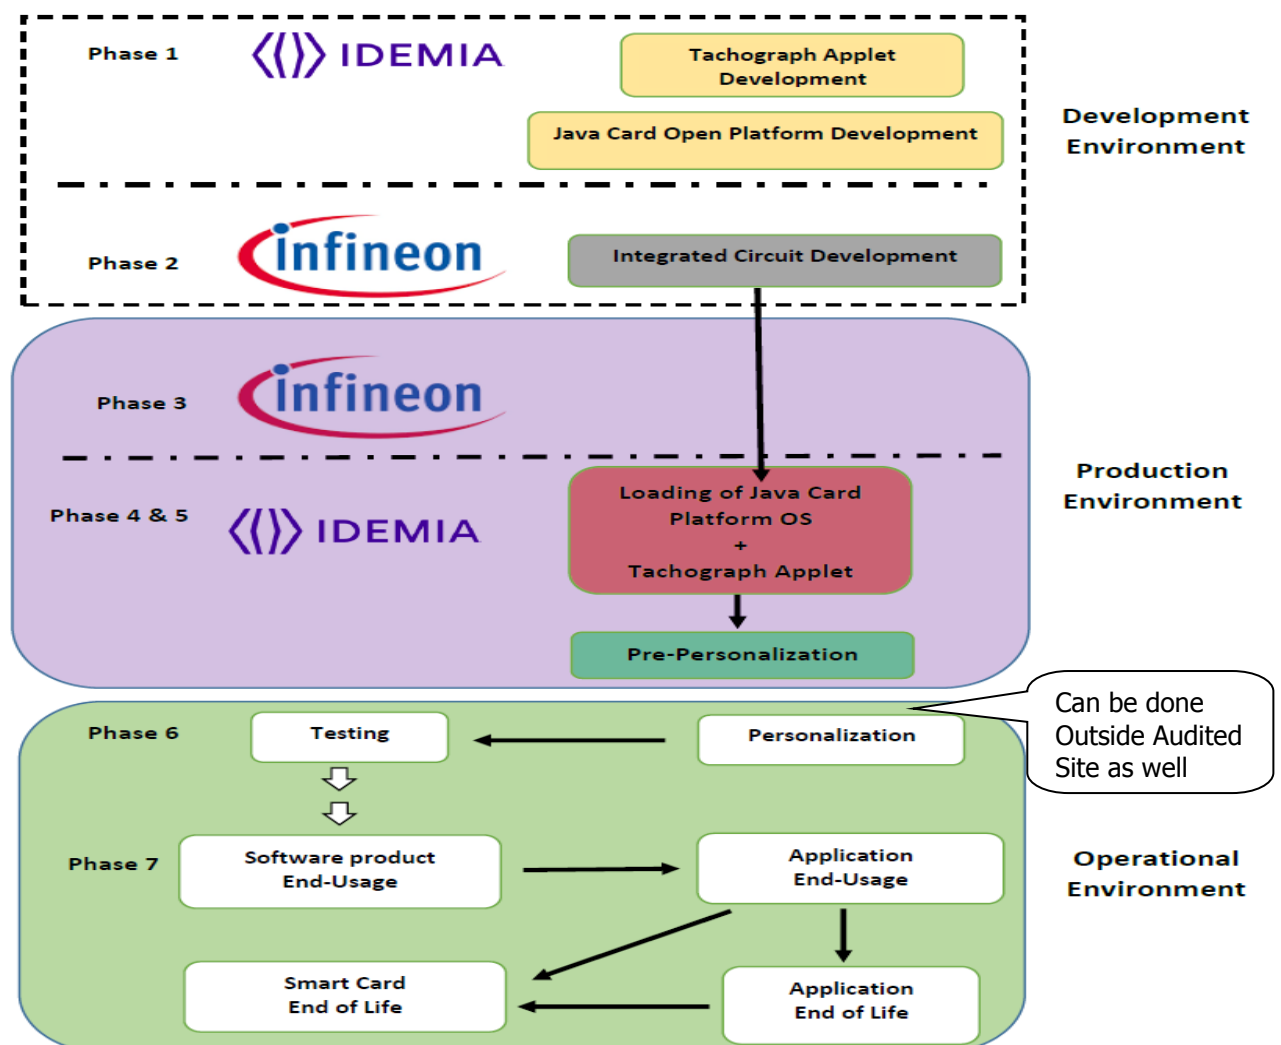 Phase 1
IDEMIA
Tachograph Applet
Development
Java Card Open Platform Development
Development
Environment
Phase 2
infineon
Integrated Circuit Development
Phase 3
infineon
Production
Environment
Phase 4 & 5
IDEMIA
Loading of Java Card
Platform OS
+
Tachograph Applet
Pre-Personalization
Can be done
Outside Audited
Site as well
Phase 6
Testing
Personalization
Phase 7
Software product
End-Usage
Application
End-Usage
Operational
Environment
Smart Card
End of Life
Application
End of Life